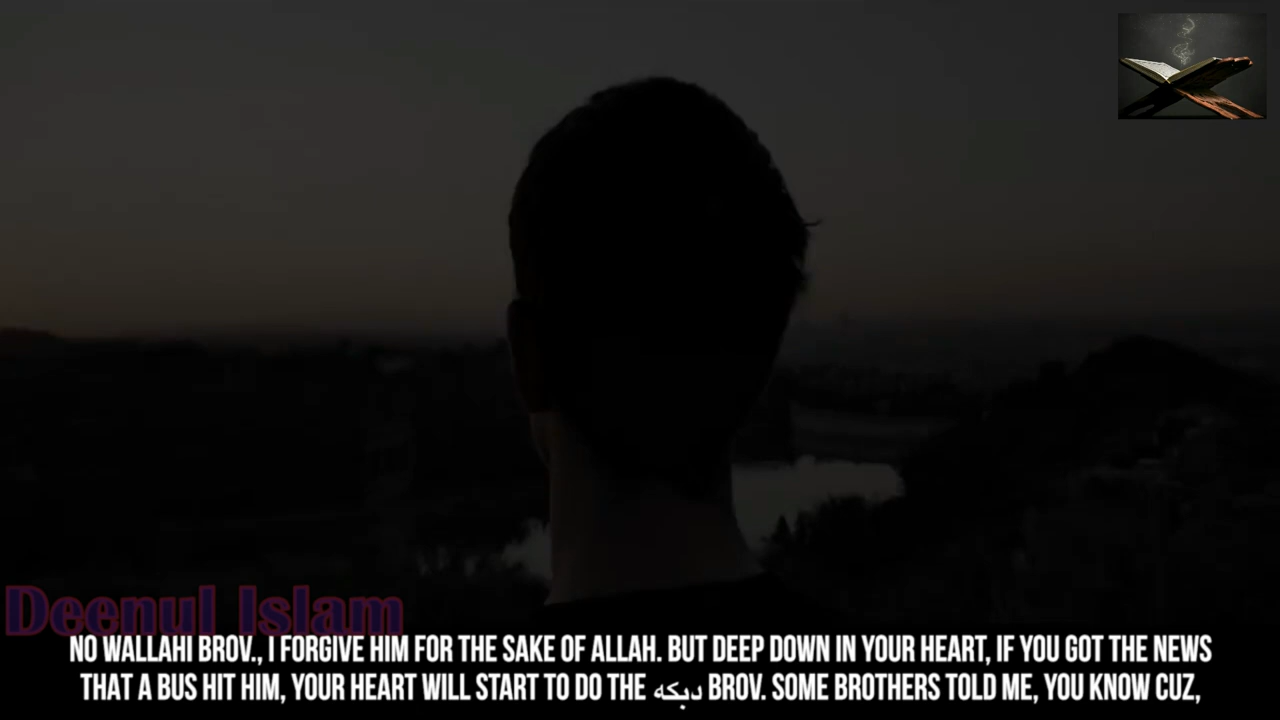 Deenul Islam
NO WALLAHI BROV., I FORGIVE HIM FOR THE SAKE OF ALLAH. BUT DEEP DOWN IN YOUR HEART, IF YOU GOT THE NEWS
THAT A BUS HIT HIM, YOUR HEART WILL START TO DO THE دبكه BROV. SOME BROTHERS TOLD ME, YOU KNOW CUZ,